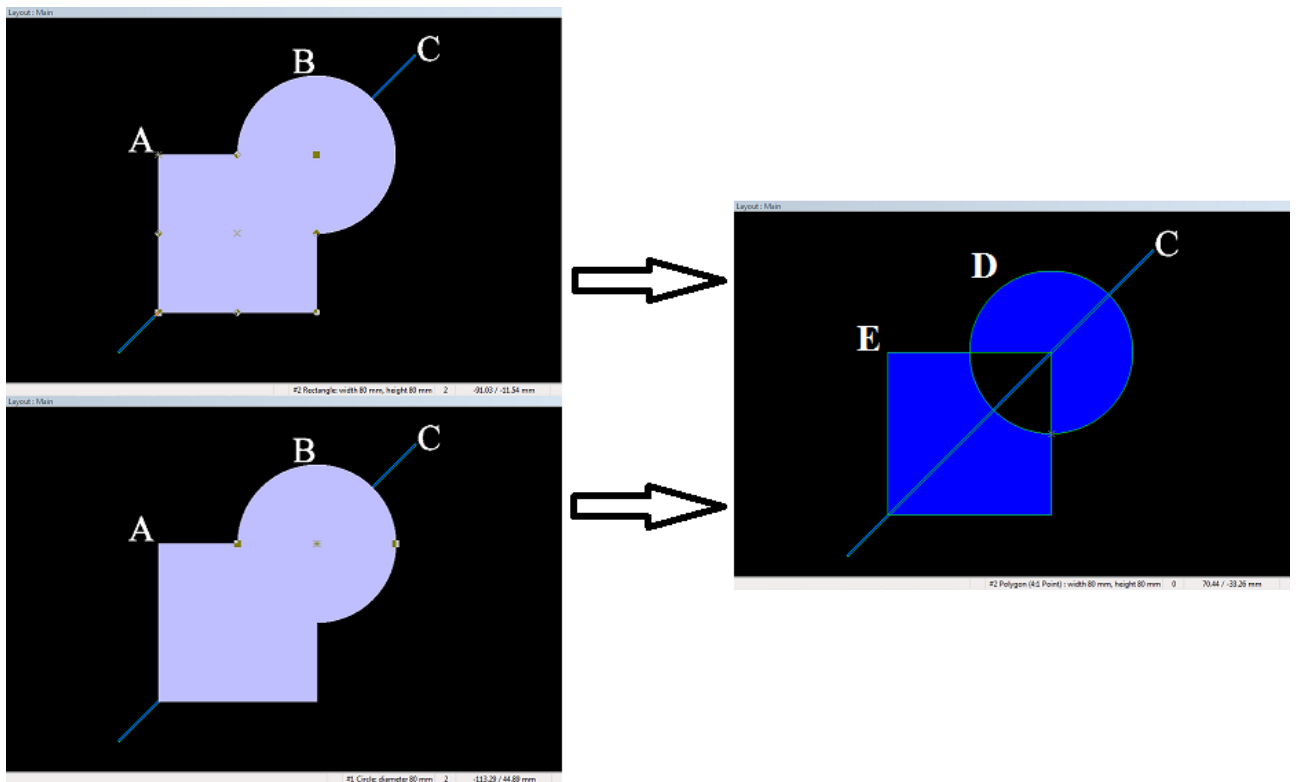 Layout : Main
B
C
A
#2 Rectangle: width 80 mm, height 80 mm 2 -91.03 / -11.54 mm
Layout : Main
B
C
A
#1 Circle: diameter 80 mm 2 -113.29 / 44.89 mm
Layout : Main
C
D
E
#2 Polygon (4:1 Point) : width 80 mm, height 80 mm 0 70.44 / -33.26 mm